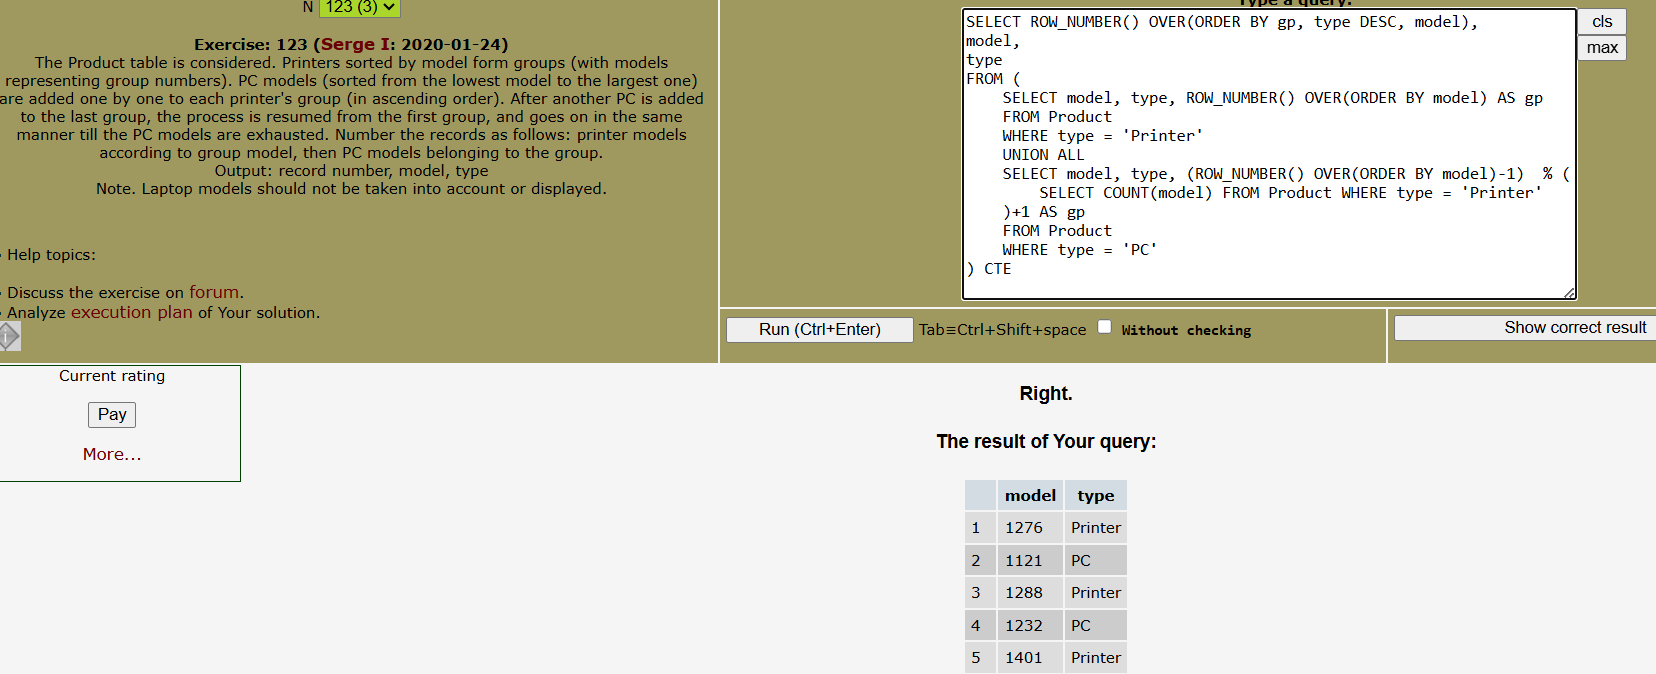 N 123 (3)
Exercise: 123 (Serge I: 2020-01-24)
The Product table is considered. Printers sorted by model form groups (with models
representing group numbers). PC models (sorted from the lowest model to the largest one)
are added one by one to each printer's group (in ascending order). After another PC is added
to the last group, the process is resumed from the first group, and goes on in the same
manner till the PC models are exhausted. Number the records as follows: printer models
according to group model, then PC models belonging to the group.
Output: record number, model, type
Note. Laptop models should not be taken into account or displayed.
Help topics:
Discuss the exercise on forum.
Analyze execution plan of Your solution.
Type a query:
SELECT ROW_NUMBER() OVER(ORDER BY gp, type DESC, model),
model,
type
FROM (
SELECT model, type, ROW_NUMBER() OVER(ORDER BY model) AS gp
FROM Product
WHERE type = 'Printer'
UNION ALL
SELECT model, type, (ROW_NUMBER() OVER(ORDER BY model)-1) % (
SELECT COUNT(model) FROM Product WHERE type = 'Printer'
)+1 AS gp
FROM Product
WHERE type = 'PC'
) CTE
cls
max
Run (Ctrl+Enter) Tab≡Ctrl+Shift+space Without checking
Show correct result
Current rating
Pay
More...
Right.
The result of Your query:
model type
1 1276 Printer
2 1121 PC
3 1288 Printer
4 1232 PC
5 1401 Printer